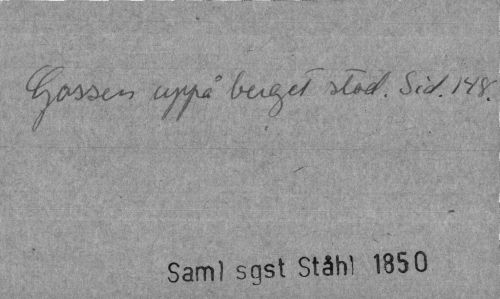 Gossen uppå berget stod. Sid. 148.
Saml sgst Ståhl 1850